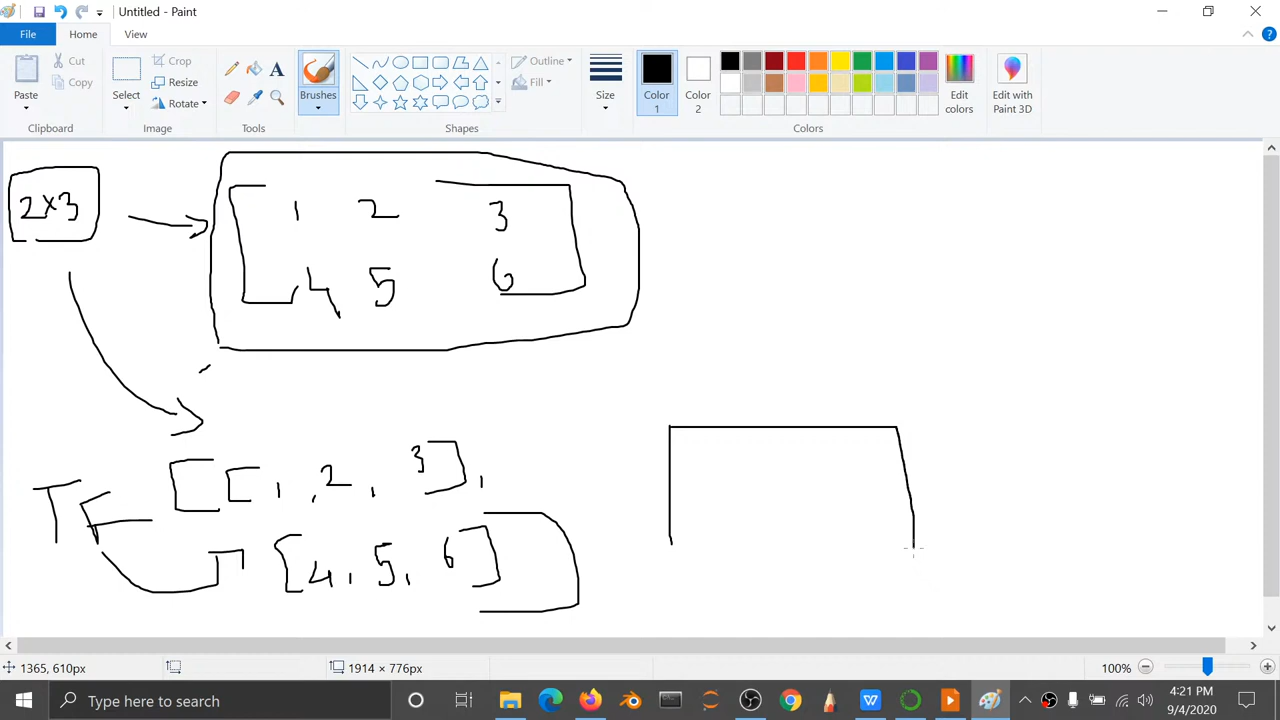 Untitled - Paint
File Home View
Paste
Cut
Copy
Clipboard
Select
Crop
Resize
Rotate
Image
Tools
Brushes
Outline
Fill
Shapes
Size
Color 1
Color 2
Edit colors
Colors
Edit with Paint 3D
2×3
1 2 3
4 5 6
[[1, 2, 3],
TF
[4, 5, 6]]
1365, 610px
1914 × 776px
100%
Type here to search
4:21 PM
9/4/2020